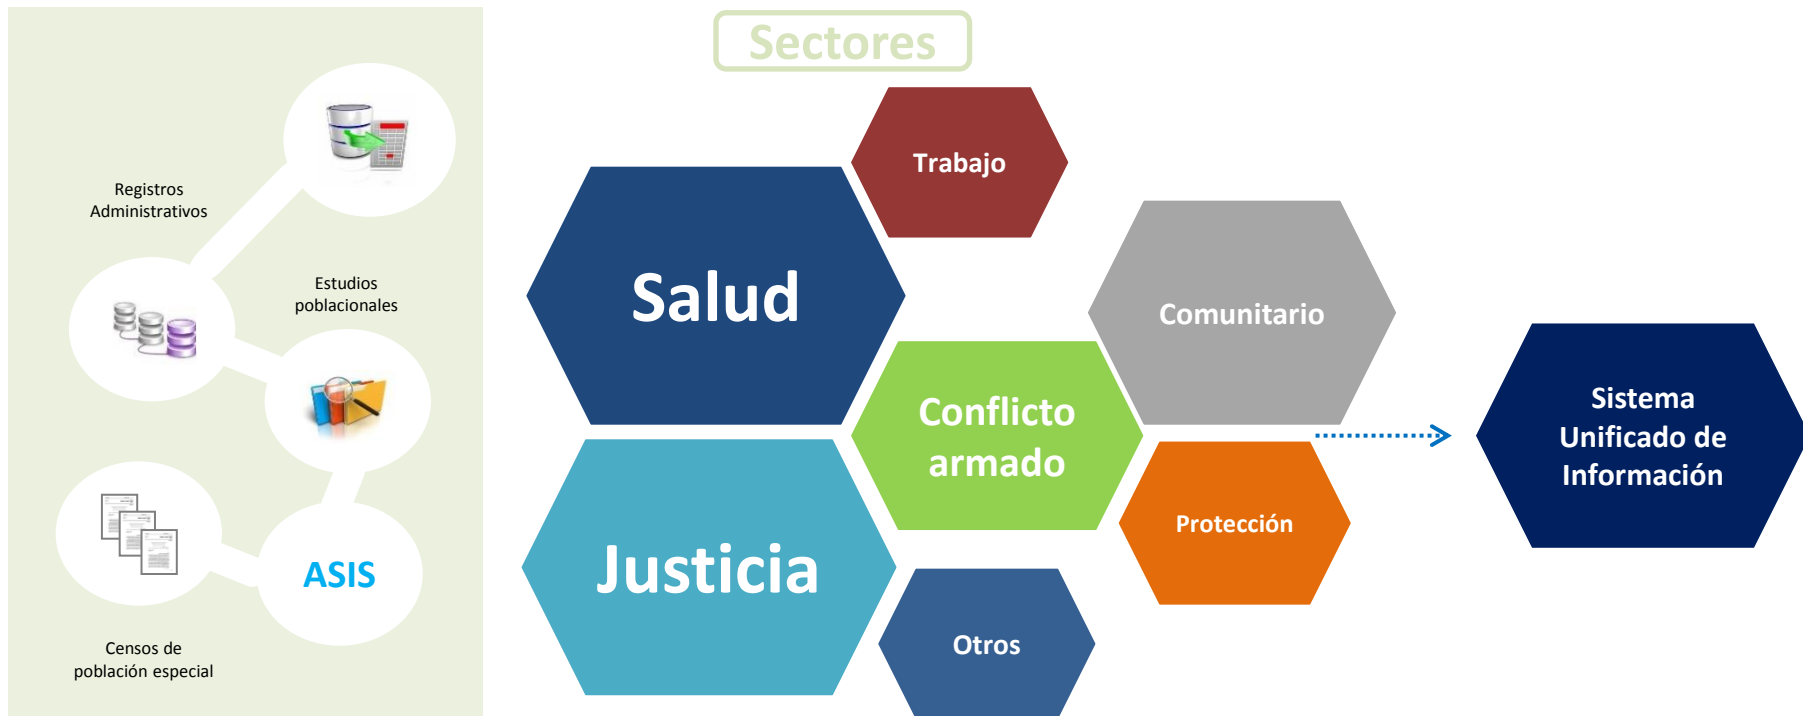 Sectores
Registros
Administrativos
Estudios
poblacionales
ASIS
Censos de
población especial
Trabajo
Salud
Comunitario
Conflicto
armado
Justicia
Protección
Otros
Sistema
Unificado de
Información